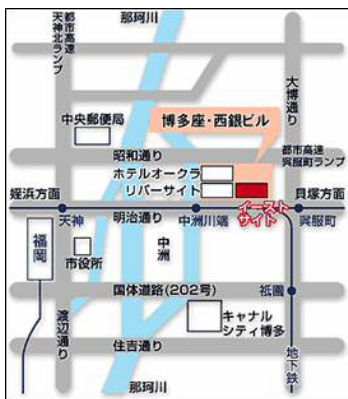 那珂川
都市高速
天神北ランプ
大博通り
中央郵便局
博多座・西銀ビル
昭和通り
都市高速
呉服町ランプ
ホテルオークラ
リバーサイト
姪浜方面
貝塚方面
イースト
サイト
天神
明治通り
中洲川端
呉服町
福岡
市役所
中洲
国体道路(202号)
祇園
渡辺通り
キャナル
シティ博多
住吉通り
地下鉄
那珂川